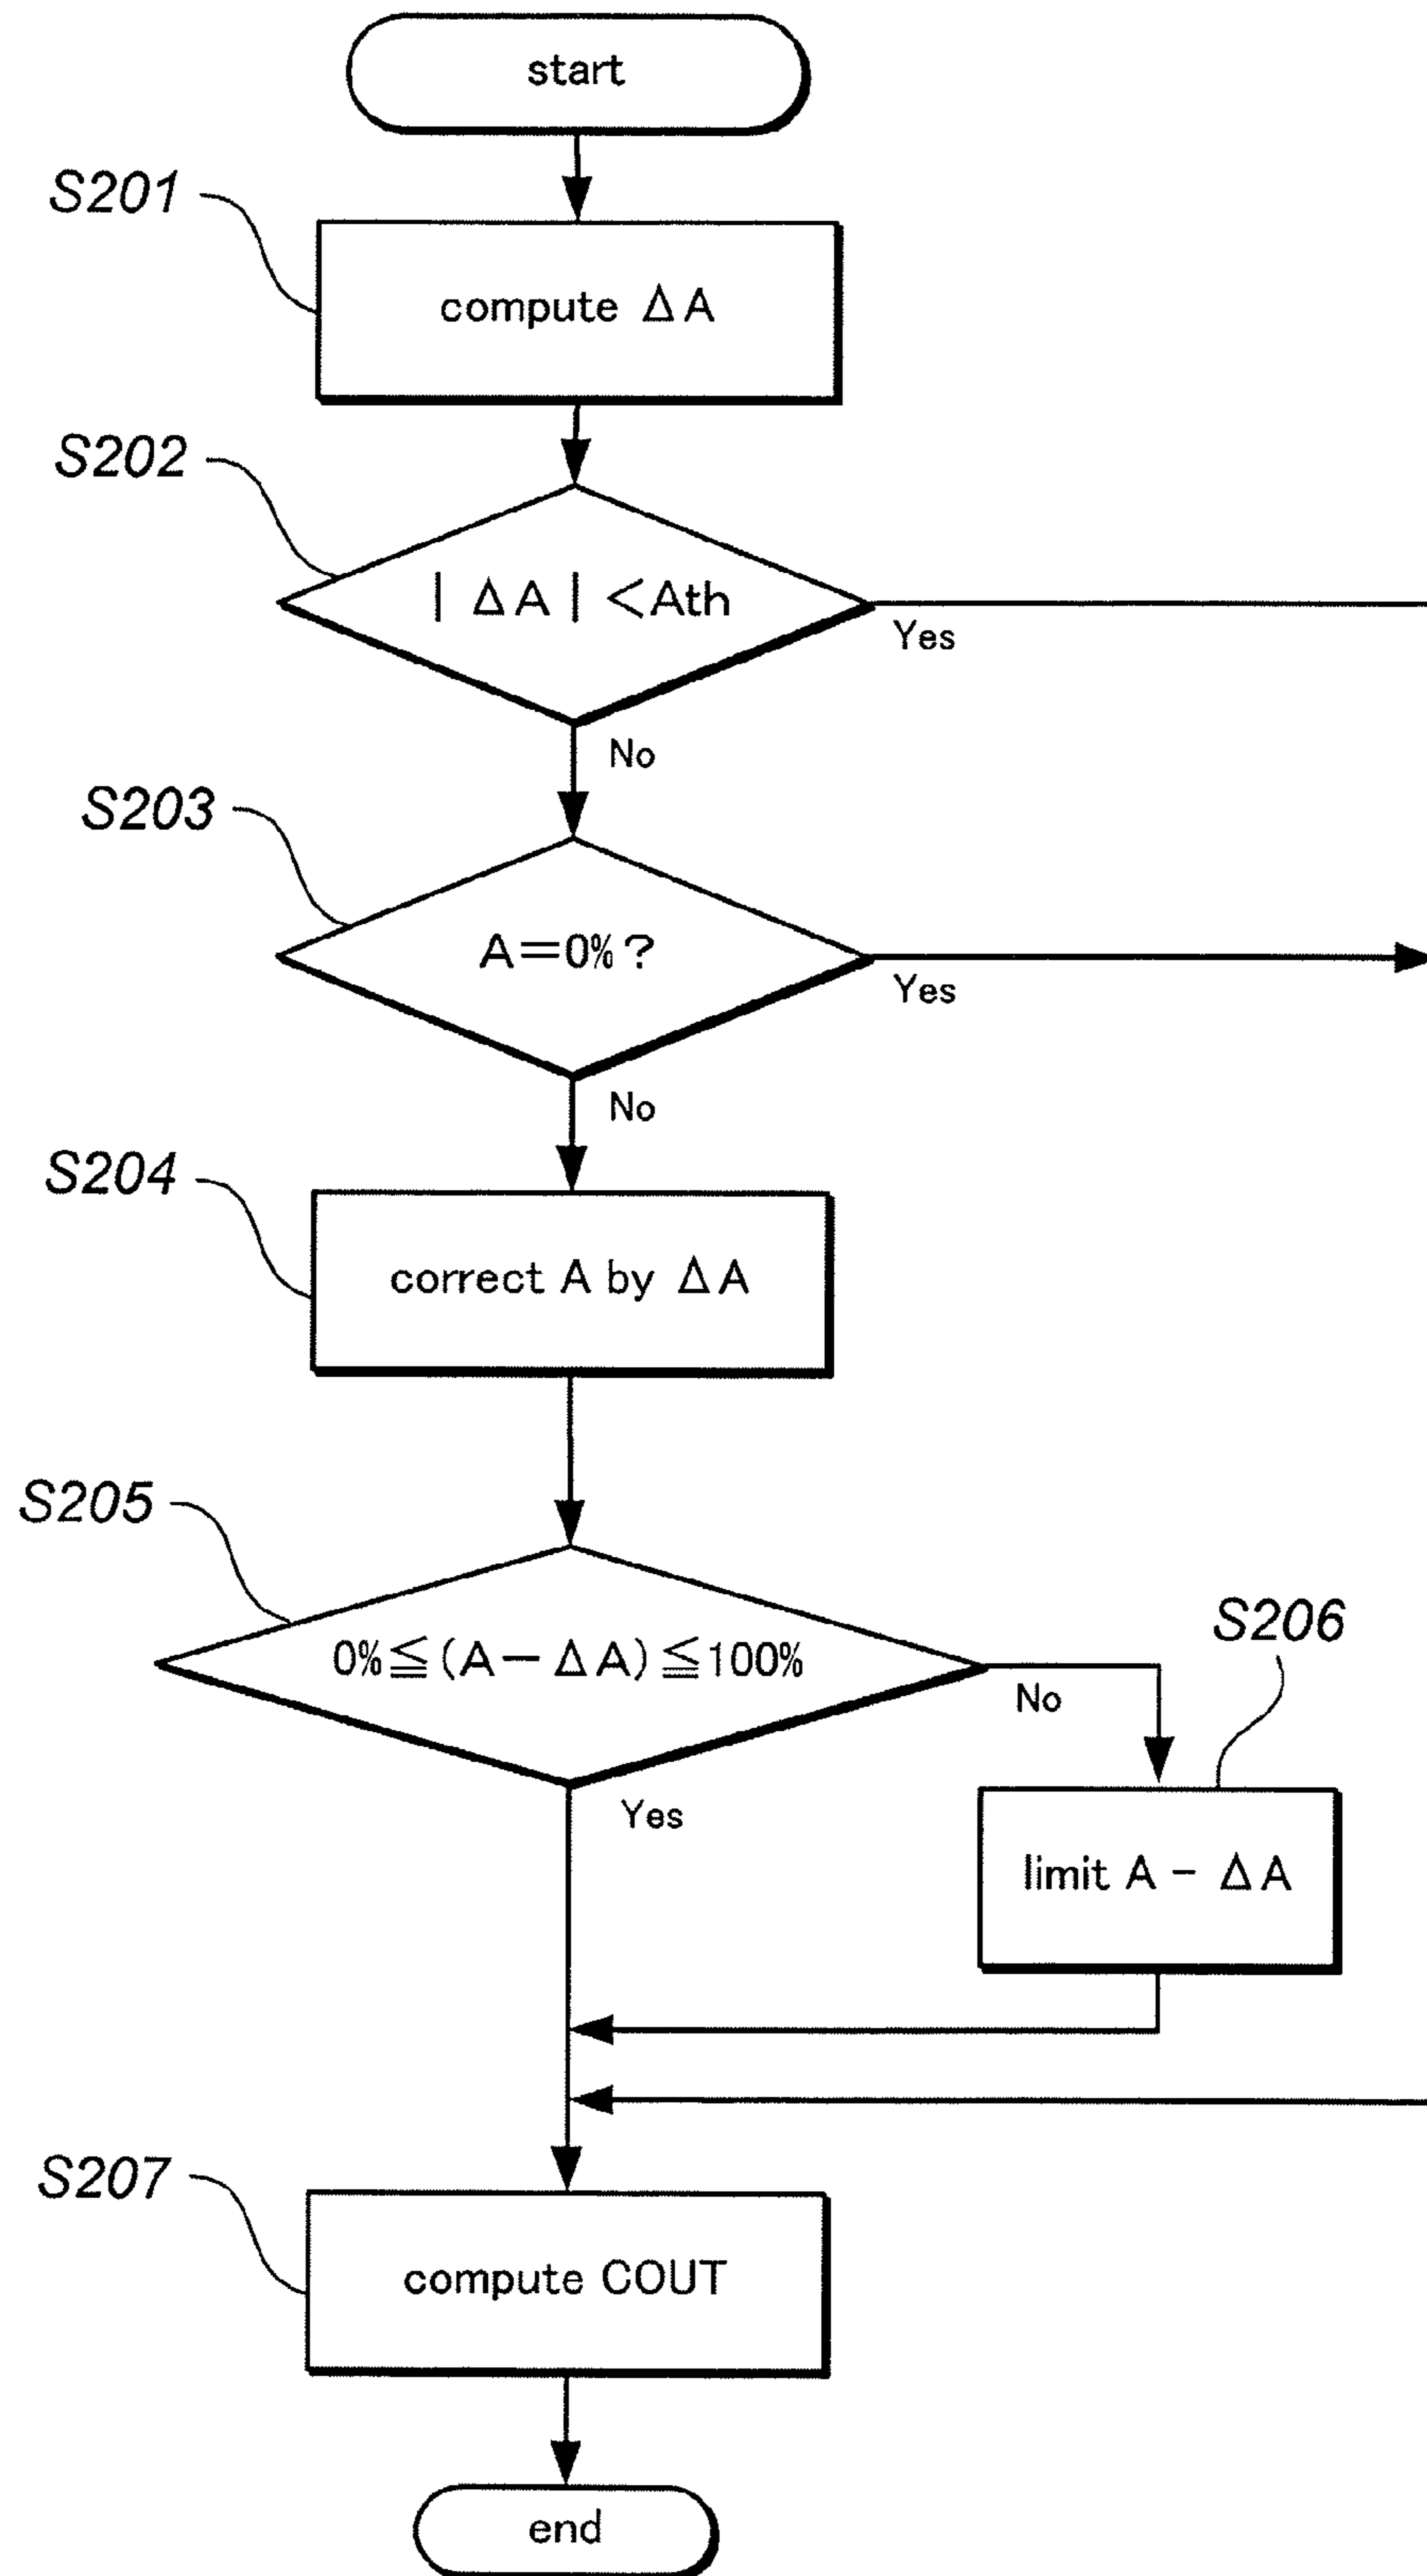 start
S201
compute ΔA
S202
| ΔA | <Ath
Yes
No
S203
A=0%?
Yes
No
S204
correct A by ΔA
S205
0%≦(A-ΔA)≦100%
No
S206
Yes
limit A - ΔA
S207
compute COUT
end